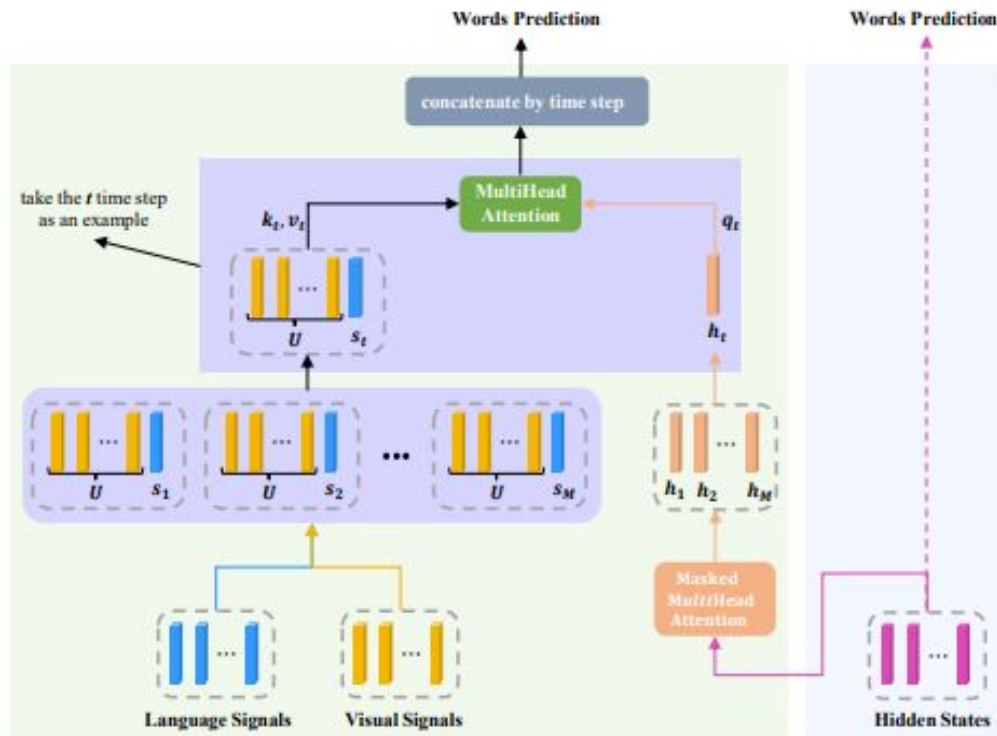 Words Prediction
Words Prediction
concatenate by time step
take the t time step
as an example
MultiHead
Attention
k_t, v_t
q_t
...
U
s_t
h_t
...
U
s_1
...
U
s_2
...
...
U
s_M
...
h_1 h_2 h_M
Masked
MultiHead
Attention
...
Language Signals
...
Visual Signals
...
Hidden States